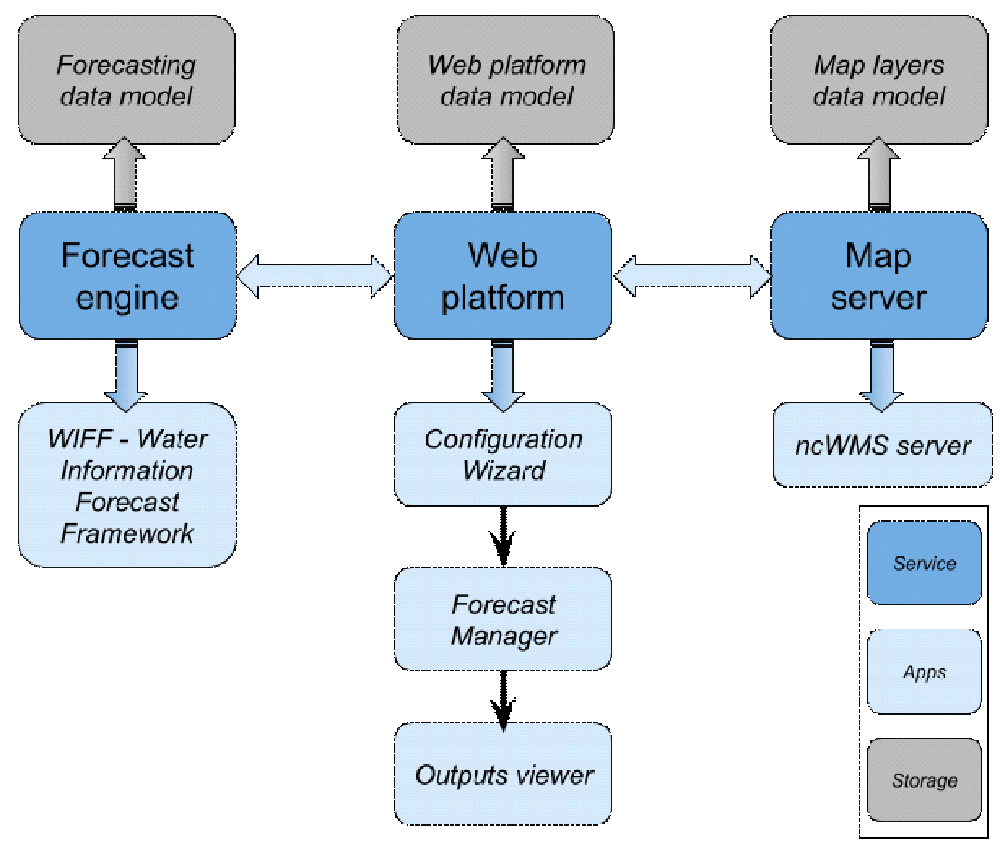 Forecasting
data model
Web platform
data model
Map layers
data model
Forecast
engine
Web
platform
Map
server
WIFF - Water
Information
Forecast
Framework
Configuration
Wizard
ncWMS server
Forecast
Manager
Outputs viewer
Service
Apps
Storage